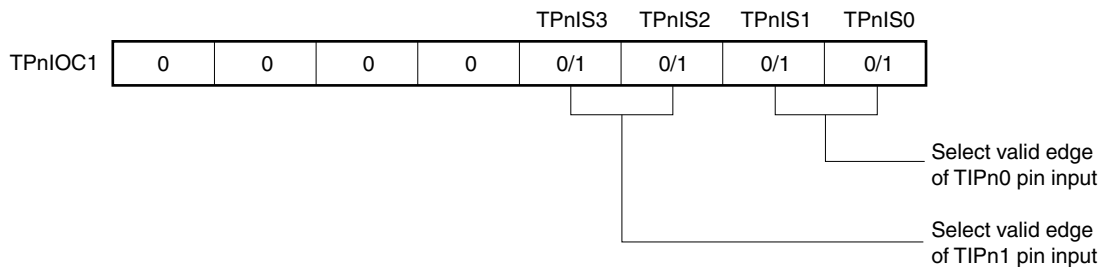 TPnIS3 TPnIS2 TPnIS1 TPnIS0
TPnIOC1 0 0 0 0 0/1 0/1 0/1 0/1
Select valid edge
of TIPn0 pin input
Select valid edge
of TIPn1 pin input